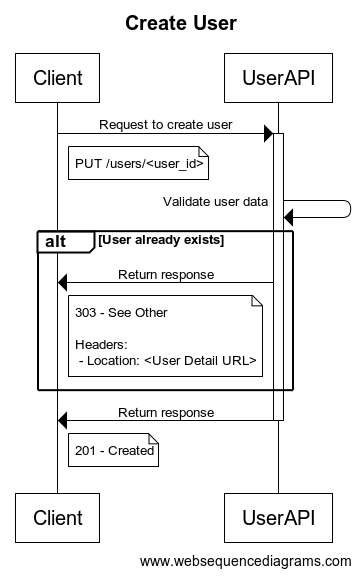 Create User
Client
UserAPI
Request to create user
PUT /users/<user_id>
Validate user data
alt
[User already exists]
Return response
303 - See Other
Headers:
- Location: <User Detail URL>
Return response
201 - Created
Client
UserAPI
www.websequencediagrams.com